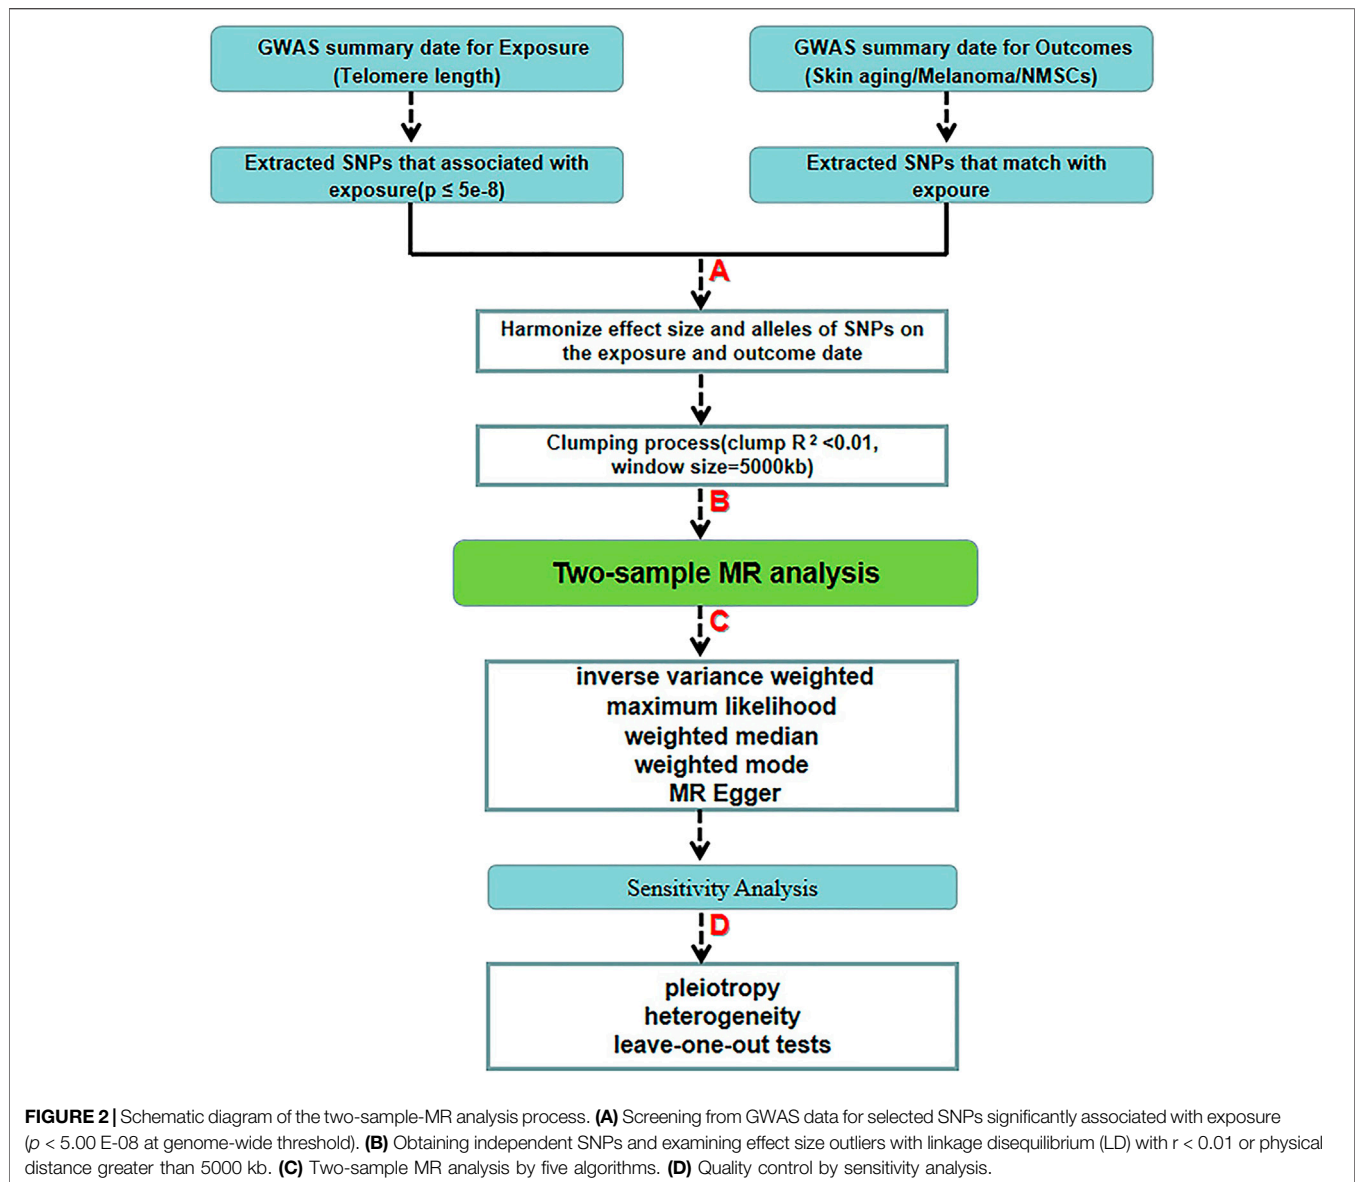 GWAS summary date for Exposure
(Telomere length)
GWAS summary date for Outcomes
(Skin aging/Melanoma/NMSCs)
Extracted SNPs that associated with
exposure(p ≤ 5e-8)
Extracted SNPs that match with
expoure
A
Harmonize effect size and alleles of SNPs on
the exposure and outcome date
Clumping process(clump R ² <0.01,
window size=5000kb)
B
Two-sample MR analysis
C
inverse variance weighted
maximum likelihood
weighted median
weighted mode
MR Egger
Sensitivity Analysis
D
pleiotropy
heterogeneity
leave-one-out tests
FIGURE 2 | Schematic diagram of the two-sample-MR analysis process. (A) Screening from GWAS data for selected SNPs significantly associated with exposure
(p < 5.00 E-08 at genome-wide threshold). (B) Obtaining independent SNPs and examining effect size outliers with linkage disequilibrium (LD) with r < 0.01 or physical
distance greater than 5000 kb. (C) Two-sample MR analysis by five algorithms. (D) Quality control by sensitivity analysis.